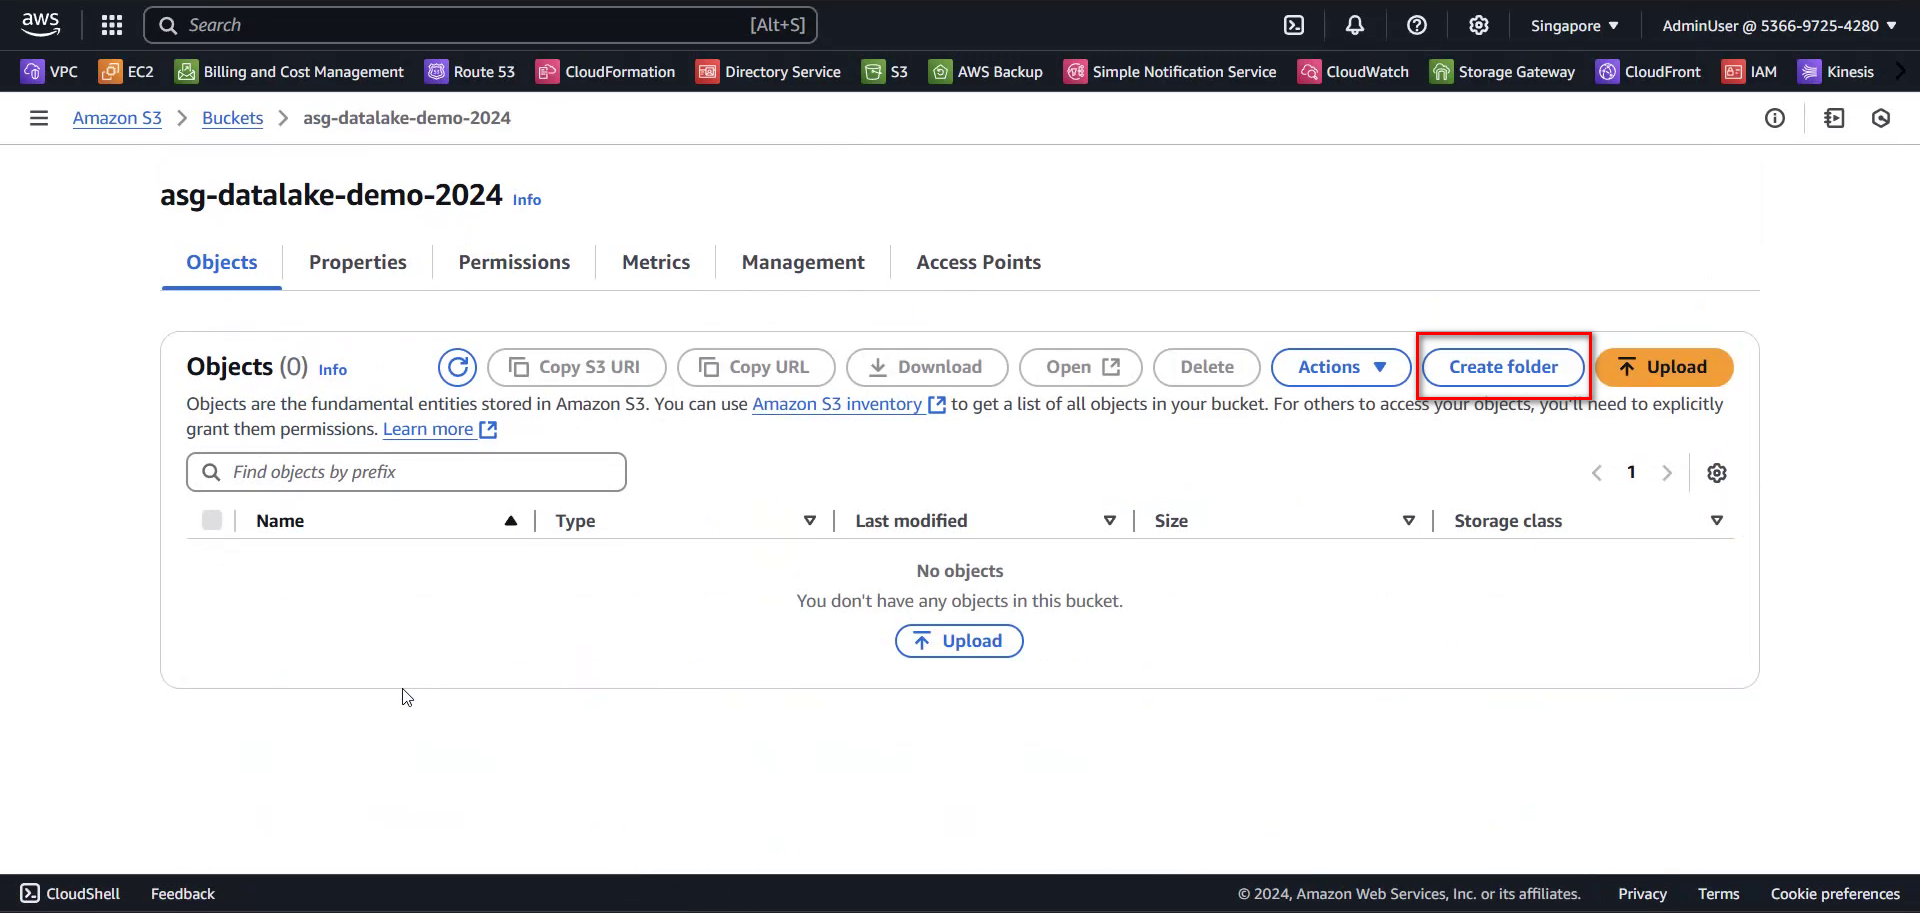 aws
Search [Alt+S] Singapore AdminUser @ 5366-9725-4280
VPC EC2 Billing and Cost Management Route 53 CloudFormation Directory Service S3 AWS Backup Simple Notification Service CloudWatch Storage Gateway CloudFront IAM Kinesis
Amazon S3 > Buckets > asg-datalake-demo-2024
asg-datalake-demo-2024 Info
Objects Properties Permissions Metrics Management Access Points
Objects (0) Info Copy S3 URI Copy URL Download Open Delete Actions Create folder Upload
Objects are the fundamental entities stored in Amazon S3. You can use Amazon S3 inventory to get a list of all objects in your bucket. For others to access your objects, you'll need to explicitly
grant them permissions. Learn more
Find objects by prefix 1
Name Type Last modified Size Storage class
No objects
You don't have any objects in this bucket.
Upload
CloudShell Feedback © 2024, Amazon Web Services, Inc. or its affiliates. Privacy Terms Cookie preferences